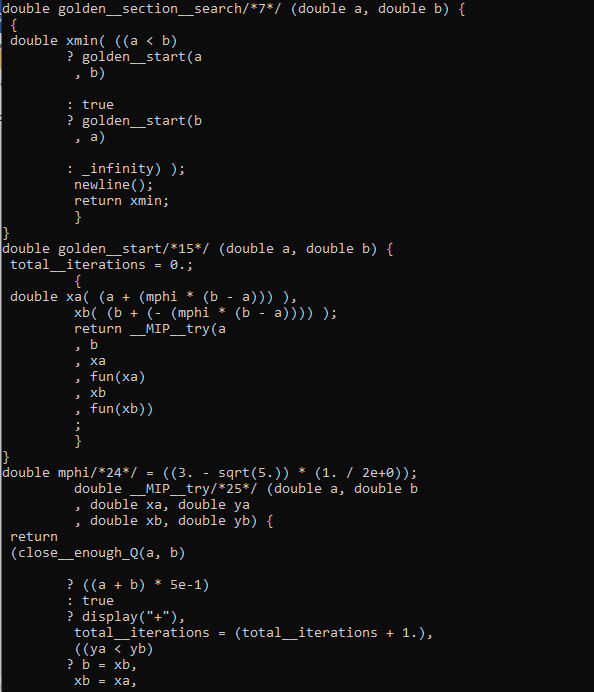 double golden__section__search/*7*/ (double a, double b) {
{
double xmin( ((a < b)
? golden__start(a
, b)
: true
? golden__start(b
, a)
: _infinity) );
newline();
return xmin;
}
}
double golden__start/*15*/ (double a, double b) {
total__iterations = 0.;
{
double xa( (a + (mphi * (b - a))) ),
xb( (b + (- (mphi * (b - a)))) );
return __MIP__try(a
, b
, xa
, fun(xa)
, xb
, fun(xb))
;
}
}
double mphi/*24*/ = ((3. - sqrt(5.)) * (1. / 2e+0));
double __MIP__try/*25*/ (double a, double b
, double xa, double ya
, double xb, double yb) {
return
(close__enough_Q(a, b)
? ((a + b) * 5e-1)
: true
? display("+"),
total__iterations = (total__iterations + 1.),
((ya < yb)
? b = xb,
xb = xa,